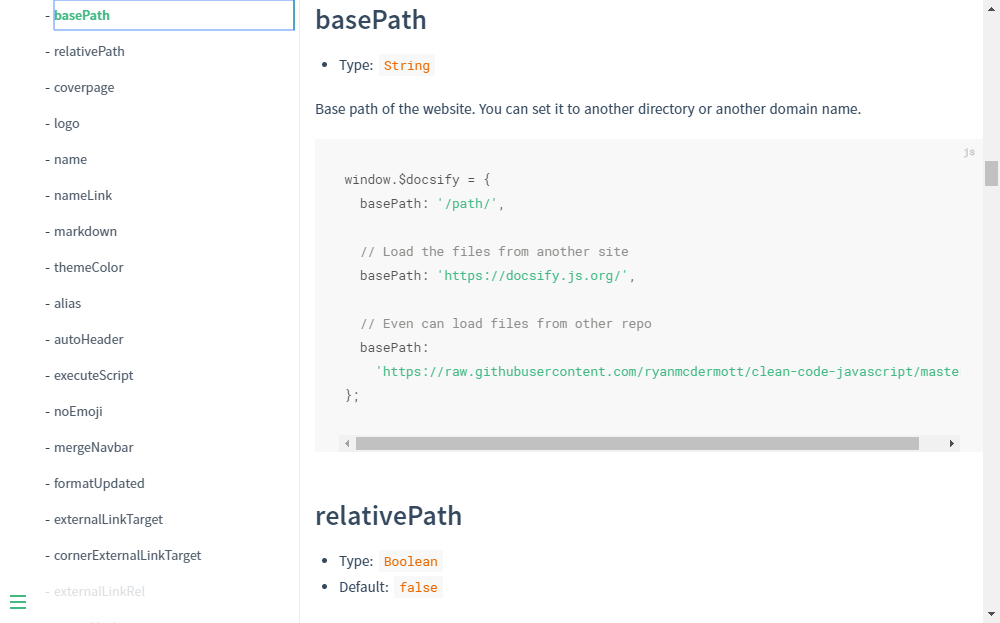 - basePath
- relativePath
- coverpage
- logo
- name
- nameLink
- markdown
- themeColor
- alias
- autoHeader
- executeScript
- noEmoji
- mergeNavbar
- formatUpdated
- externalLinkTarget
- cornerExternalLinkTarget
- externalLinkRel
basePath
• Type: String
Base path of the website. You can set it to another directory or another domain name.
js
window.$docsify = {
  basePath: '/path/',
  // Load the files from another site
  basePath: 'https://docsify.js.org/',
  // Even can load files from other repo
  basePath:
    'https://raw.githubusercontent.com/ryanmcdermott/clean-code-javascript/maste
};
relativePath
• Type: Boolean
• Default: false